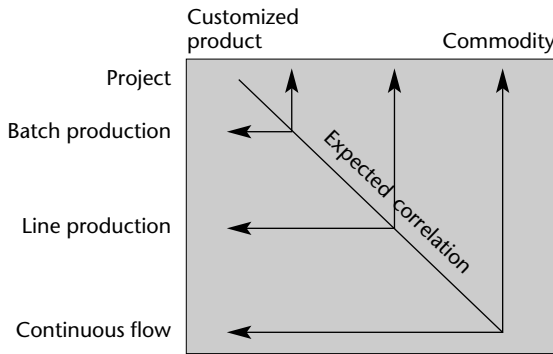 Customized
product
Commodity
Project
Batch production
Expected correlation
Line production
Continuous flow